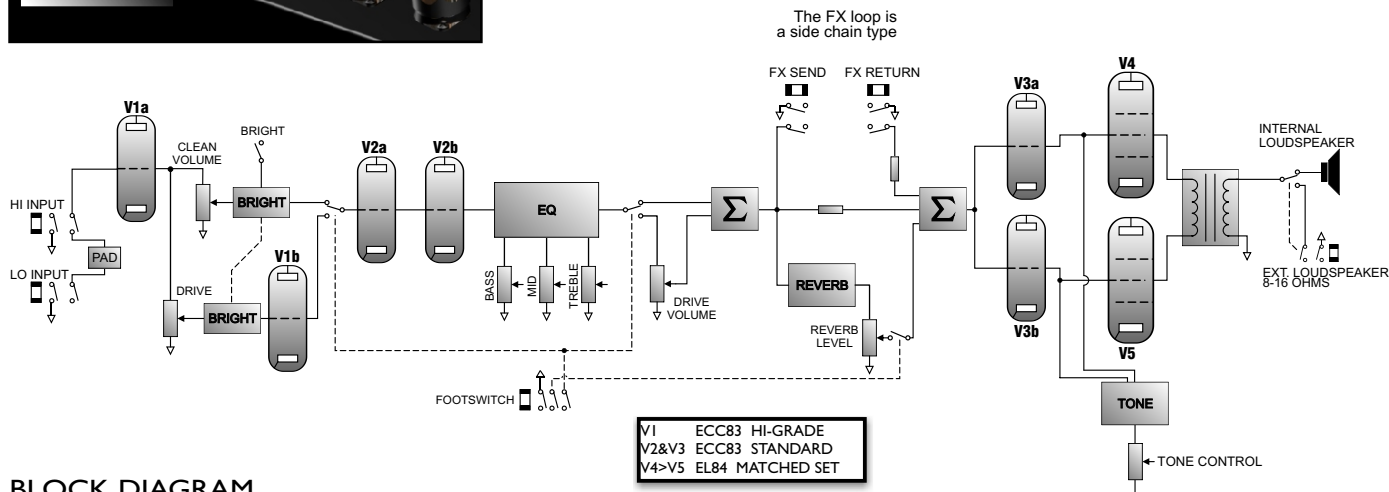 The FX loop is
a side chain type
FX SEND
FX RETURN
V1a
CLEAN
VOLUME
BRIGHT
V2a
V2b
V3a
V4
INTERNAL
LOUDSPEAKER
HI INPUT
PAD
LO INPUT
BRIGHT
EQ
Σ
Σ
V1b
DRIVE
BRIGHT
BASS
MID
TREBLE
DRIVE
VOLUME
REVERB
REVERB
LEVEL
V3b
V5
EXT. LOUDSPEAKER
8-16 OHMS
FOOTSWITCH
TONE
TONE CONTROL
V1 ECC83 HI-GRADE
V2&V3 ECC83 STANDARD
V4>V5 EL84 MATCHED SET
BLOCK DIAGRAM